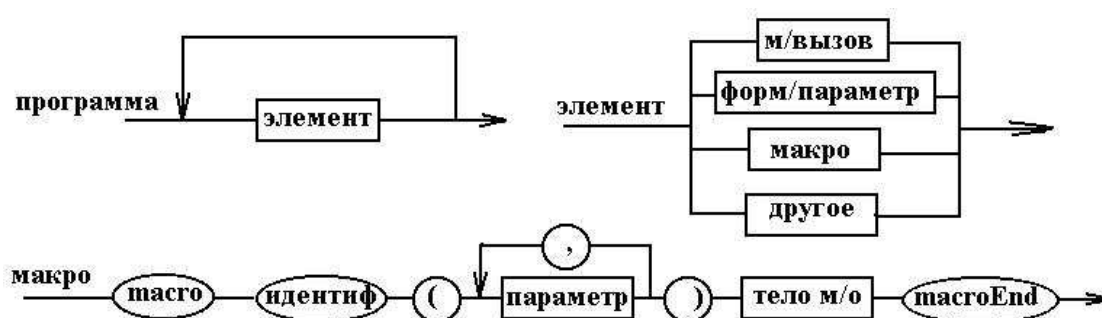 программа
элемент
элемент
м/вызов
форм/параметр
макро
другое
макро
macro
идентиф
(
параметр
,
)
тело м/о
macroEnd